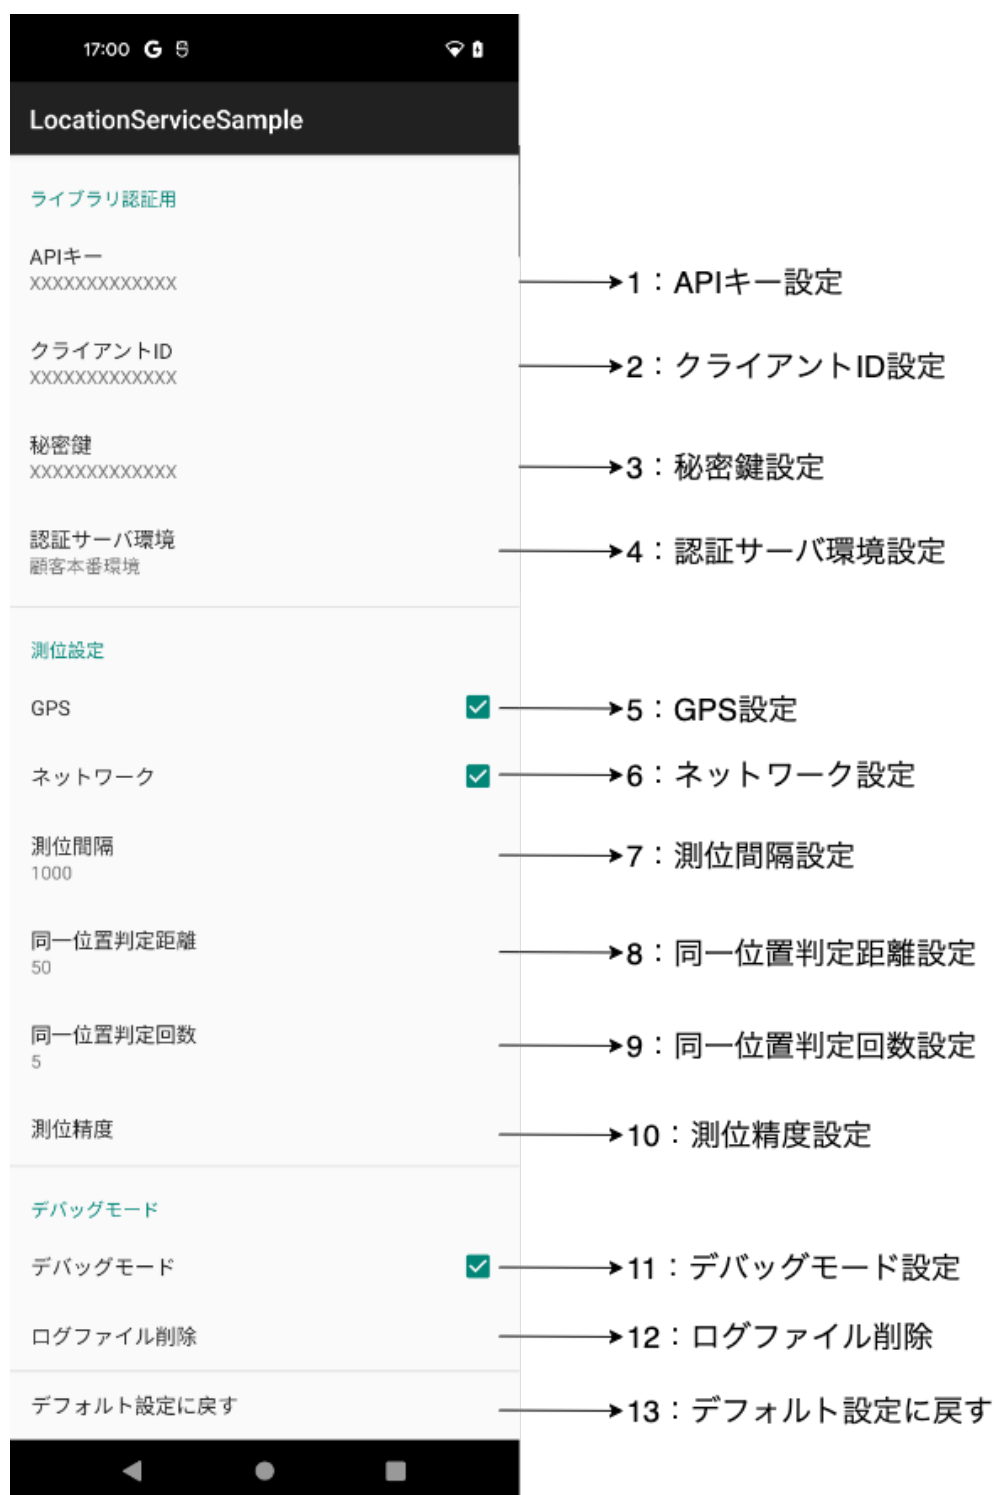 17:00 G
LocationServiceSample
ライブラリ認証用
APIキー
XXXXXXXXXXXXX
1：APIキー設定
クライアントID
XXXXXXXXXXXXX
2：クライアントID設定
秘密鍵
XXXXXXXXXXXXX
3：秘密鍵設定
認証サーバ環境
顧客本番環境
4：認証サーバ環境設定
測位設定
GPS
5：GPS設定
ネットワーク
6：ネットワーク設定
測位間隔
1000
7：測位間隔設定
同一位置判定距離
50
8：同一位置判定距離設定
同一位置判定回数
5
9：同一位置判定回数設定
測位精度
10：測位精度設定
デバッグモード
デバッグモード
11：デバッグモード設定
ログファイル削除
12：ログファイル削除
デフォルト設定に戻す
13：デフォルト設定に戻す